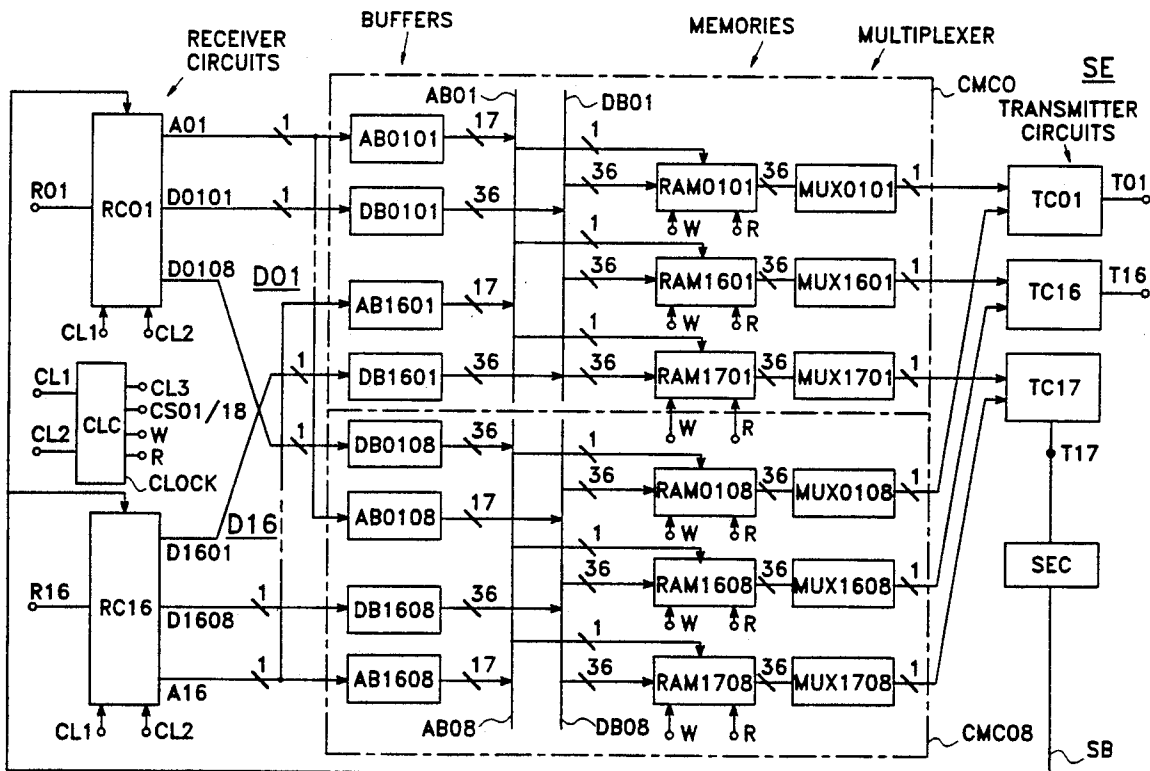 BUFFERS
RECEIVER
CIRCUITS
MEMORIES
MULTIPLEXER
SE
CMC0
TRANSMITTER
CIRCUITS
AB01
DB01
A01
1
AB0101
17
1
R01
RC01
D0101
1
DB0101
36
36
RAM0101
36
MUX0101
1
TC01
T01
W
R
D0108
D01
1
AB1601
17
36
RAM1601
36
MUX1601
1
TC16
T16
W
R
CL1
CL2
1
1
DB1601
36
36
RAM1701
36
MUX1701
1
TC17
W
R
CL1
CL2
CLC
CL3
CS01/18
W
R
CLOCK
1
DB0108
36
T17
1
36
RAM0108
36
MUX0108
1
W
R
AB0108
17
D16
D1601
1
SEC
R16
RC16
D1608
1
DB1608
36
36
RAM1608
36
MUX1608
1
W
R
1
A16
1
AB1608
17
36
RAM1708
36
MUX1708
1
W
R
CL1
CL2
AB08
DB08
CMC08
SB